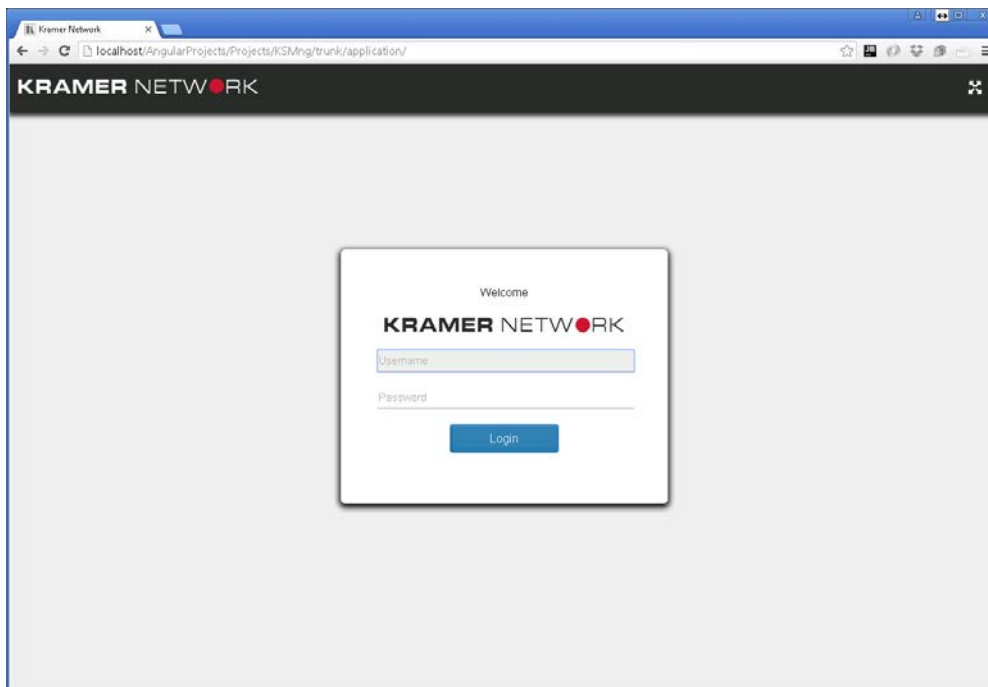 Kramer Network
localhost/AngularProjects/Projects/KSMng/trunk/application/
KRAMER NETWORK
Welcome
KRAMER NETWORK
Username
Password
Login